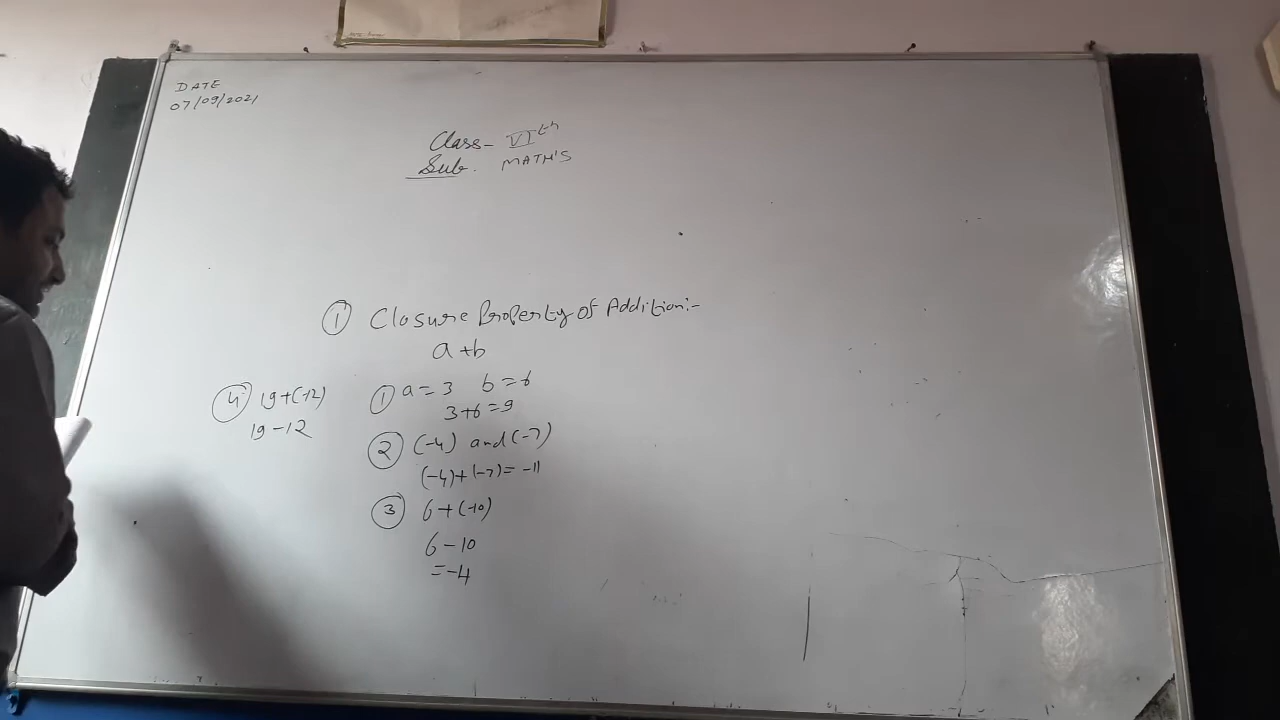 DATE
07/09/2021
Class- VIth
Sub. MATH'S
① Closure Property Of Addition:-
a+b
① a = 3 b = 6
3+6 = 9
② (-4) and (-7)
(-4)+(-7) = -11
③ 6+(-10)
6-10
=-4
④ 19+(-12)
19-12